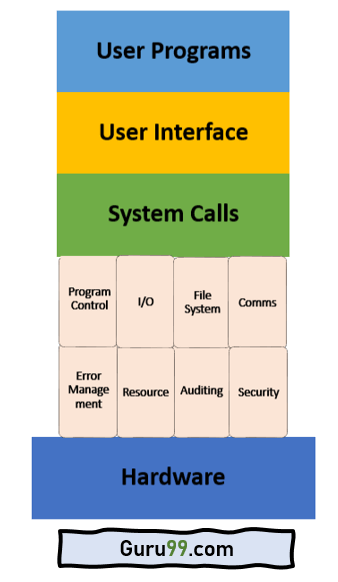 User Programs
User Interface
System Calls
Program
Control
I/O
File
System
Comms
Error
Manage
ment
Resource
Auditing
Security
Hardware
Guru99.com